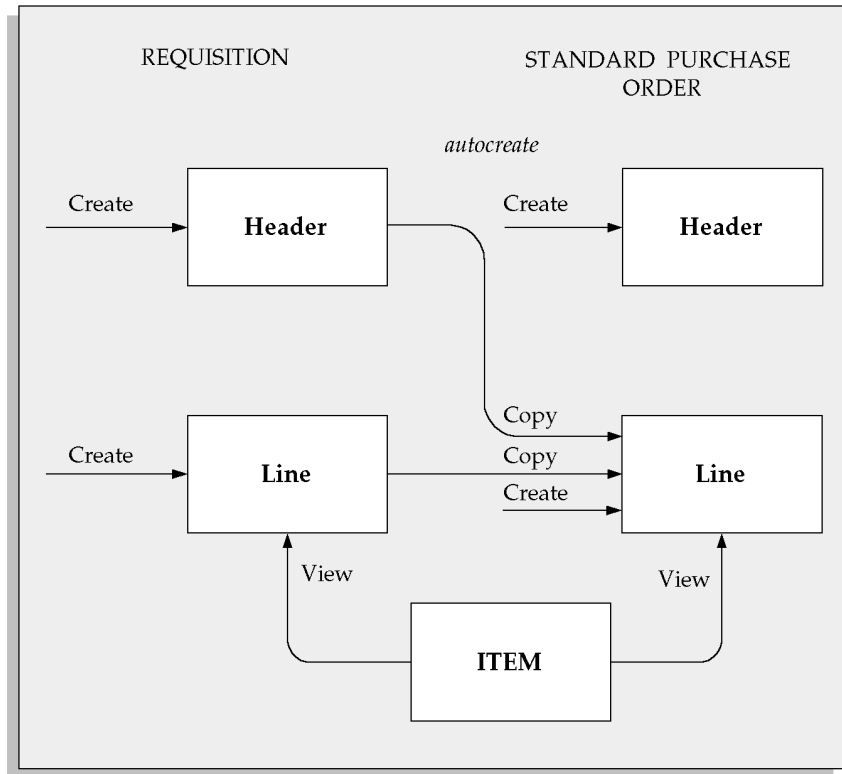 REQUISITION
STANDARD PURCHASE
ORDER
autocreate
Create
Header
Create
Header
Copy
Create
Line
Copy
Create
Line
View
View
ITEM